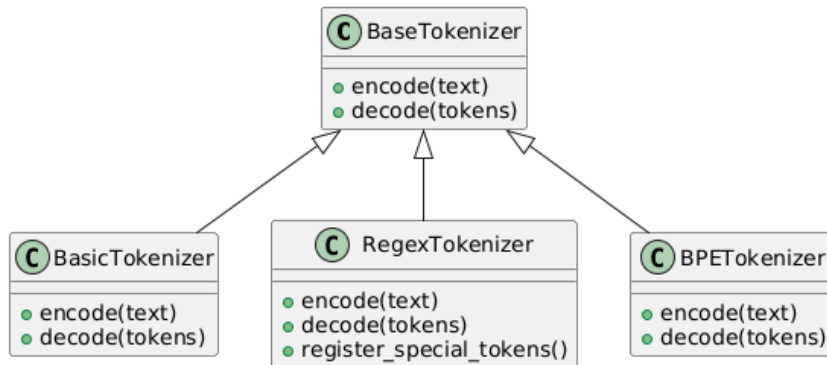 C BaseTokenizer
encode(text)
decode(tokens)
C BasicTokenizer
encode(text)
decode(tokens)
C RegexTokenizer
encode(text)
decode(tokens)
register_special_tokens()
C BPETokenizer
encode(text)
decode(tokens)